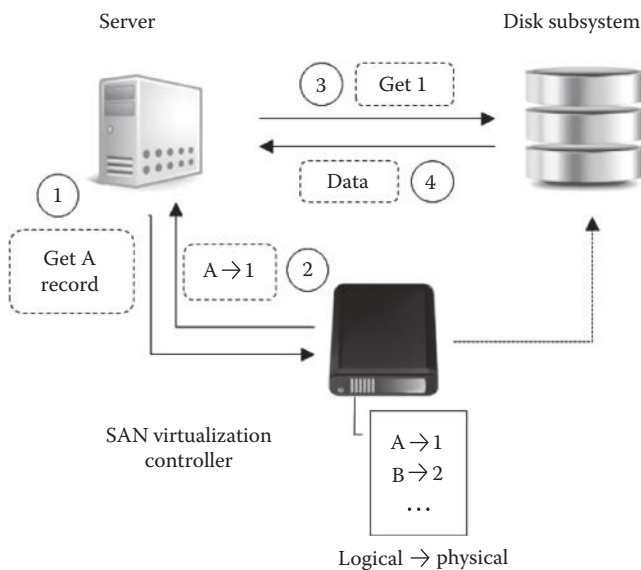 Server
Disk subsystem
3
Get 1
1
Data
4
Get A
record
A → 1
2
SAN virtualization
controller
A → 1
B → 2
...
Logical → physical